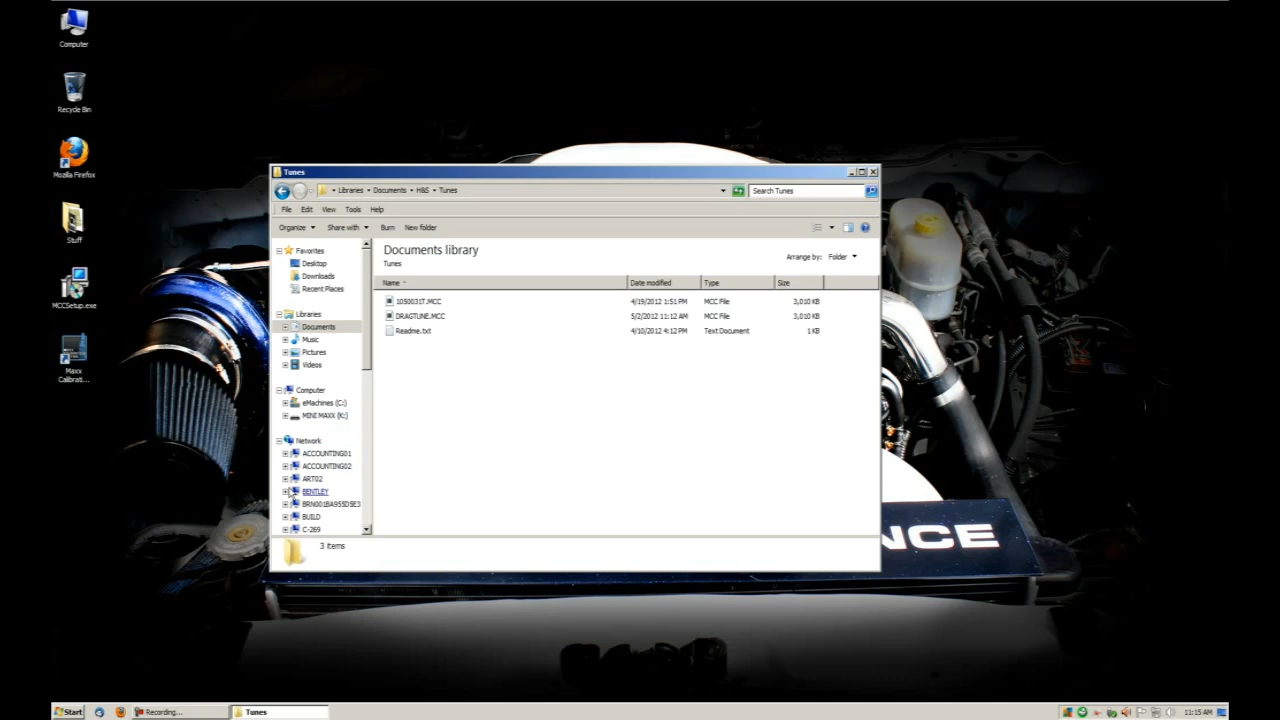 Computer
Recycle Bin
Mozilla Firefox
Stuff
MCCSetup.exe
Maxx
Calibrati...
Tunes
Libraries Documents H&S Tunes
Search Tunes
File Edit View Tools Help
Organize Share with Burn New folder
Favorites
Desktop
Downloads
Recent Places
Libraries
Documents
Music
Pictures
Videos
Computer
eMachines (C:)
MINI MAXX (K:)
Network
ACCOUNTING01
ACCOUNTING02
ART02
BENTLEY
BRN001BA955D5E3
BUILD
C-269
Documents library
Tunes
Arrange by: Folder
Name Date modified Type Size
1050031T.MCC 4/19/2012 1:51 PM MCC File 3,010 KB
DRAGTUNE.MCC 5/2/2012 11:12 AM MCC File 3,010 KB
Readme.txt 4/10/2012 4:12 PM Text Document 1 KB
3 items
NCE
Start Recording... Tunes 11:15 AM